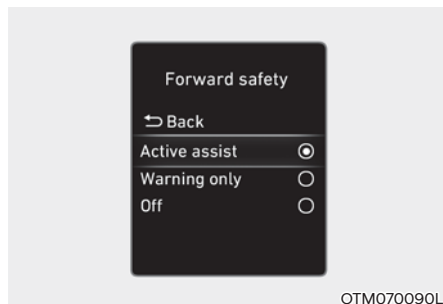 Forward safety
Back
Active assist
Warning only
Off
OTM070090L